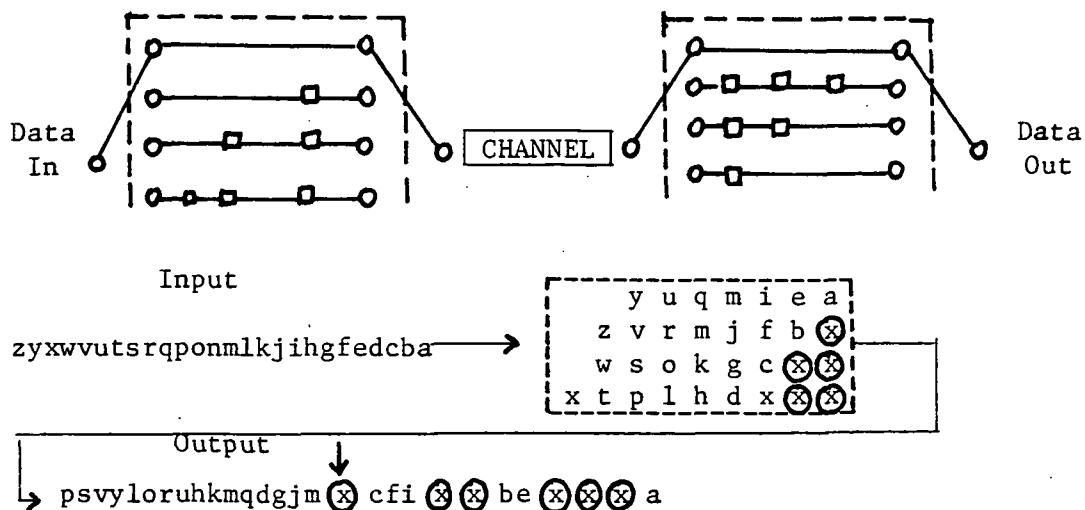 Data
In
CHANNEL
Data
Out
Input
zyxwvutsrqponmlkjihgfedcba
y u q m i e a
z v r m j f b x
w s o k g c x x
x t p l h d x x x
Output
psvyloruhkmqdgjm x cfi x x be x x x a